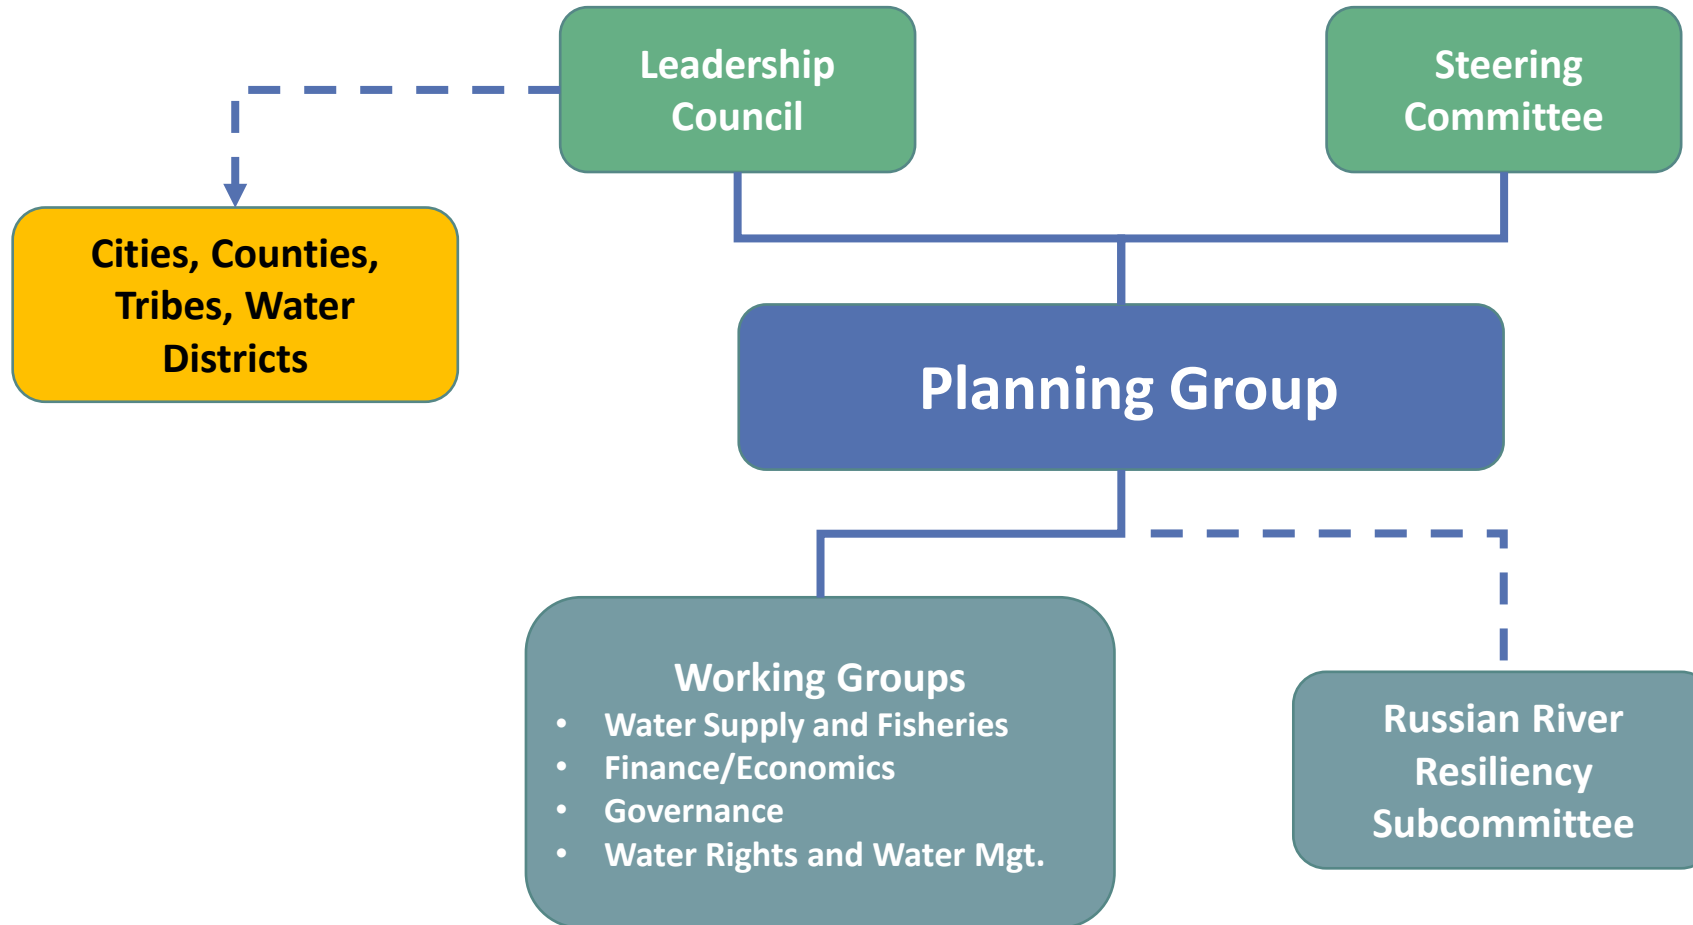 Leadership
Council
Steering
Committee
Cities, Counties,
Tribes, Water
Districts
Planning Group
Working Groups
• Water Supply and Fisheries
• Finance/Economics
• Governance
• Water Rights and Water Mgt.
Russian River
Resiliency
Subcommittee